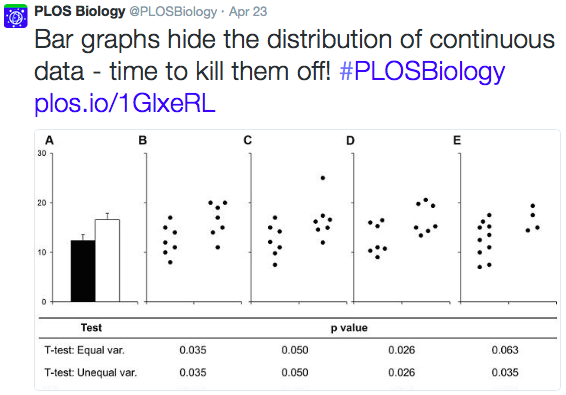 PLOS Biology @PLOSBiology · Apr 23
Bar graphs hide the distribution of continuous
data - time to kill them off! #PLOSBiology
plos.io/1GlxeRL
A B C D E
30
20
10
0
Test p value
T-test: Equal var. 0.035 0.050 0.026 0.063
T-test: Unequal var. 0.035 0.050 0.026 0.035